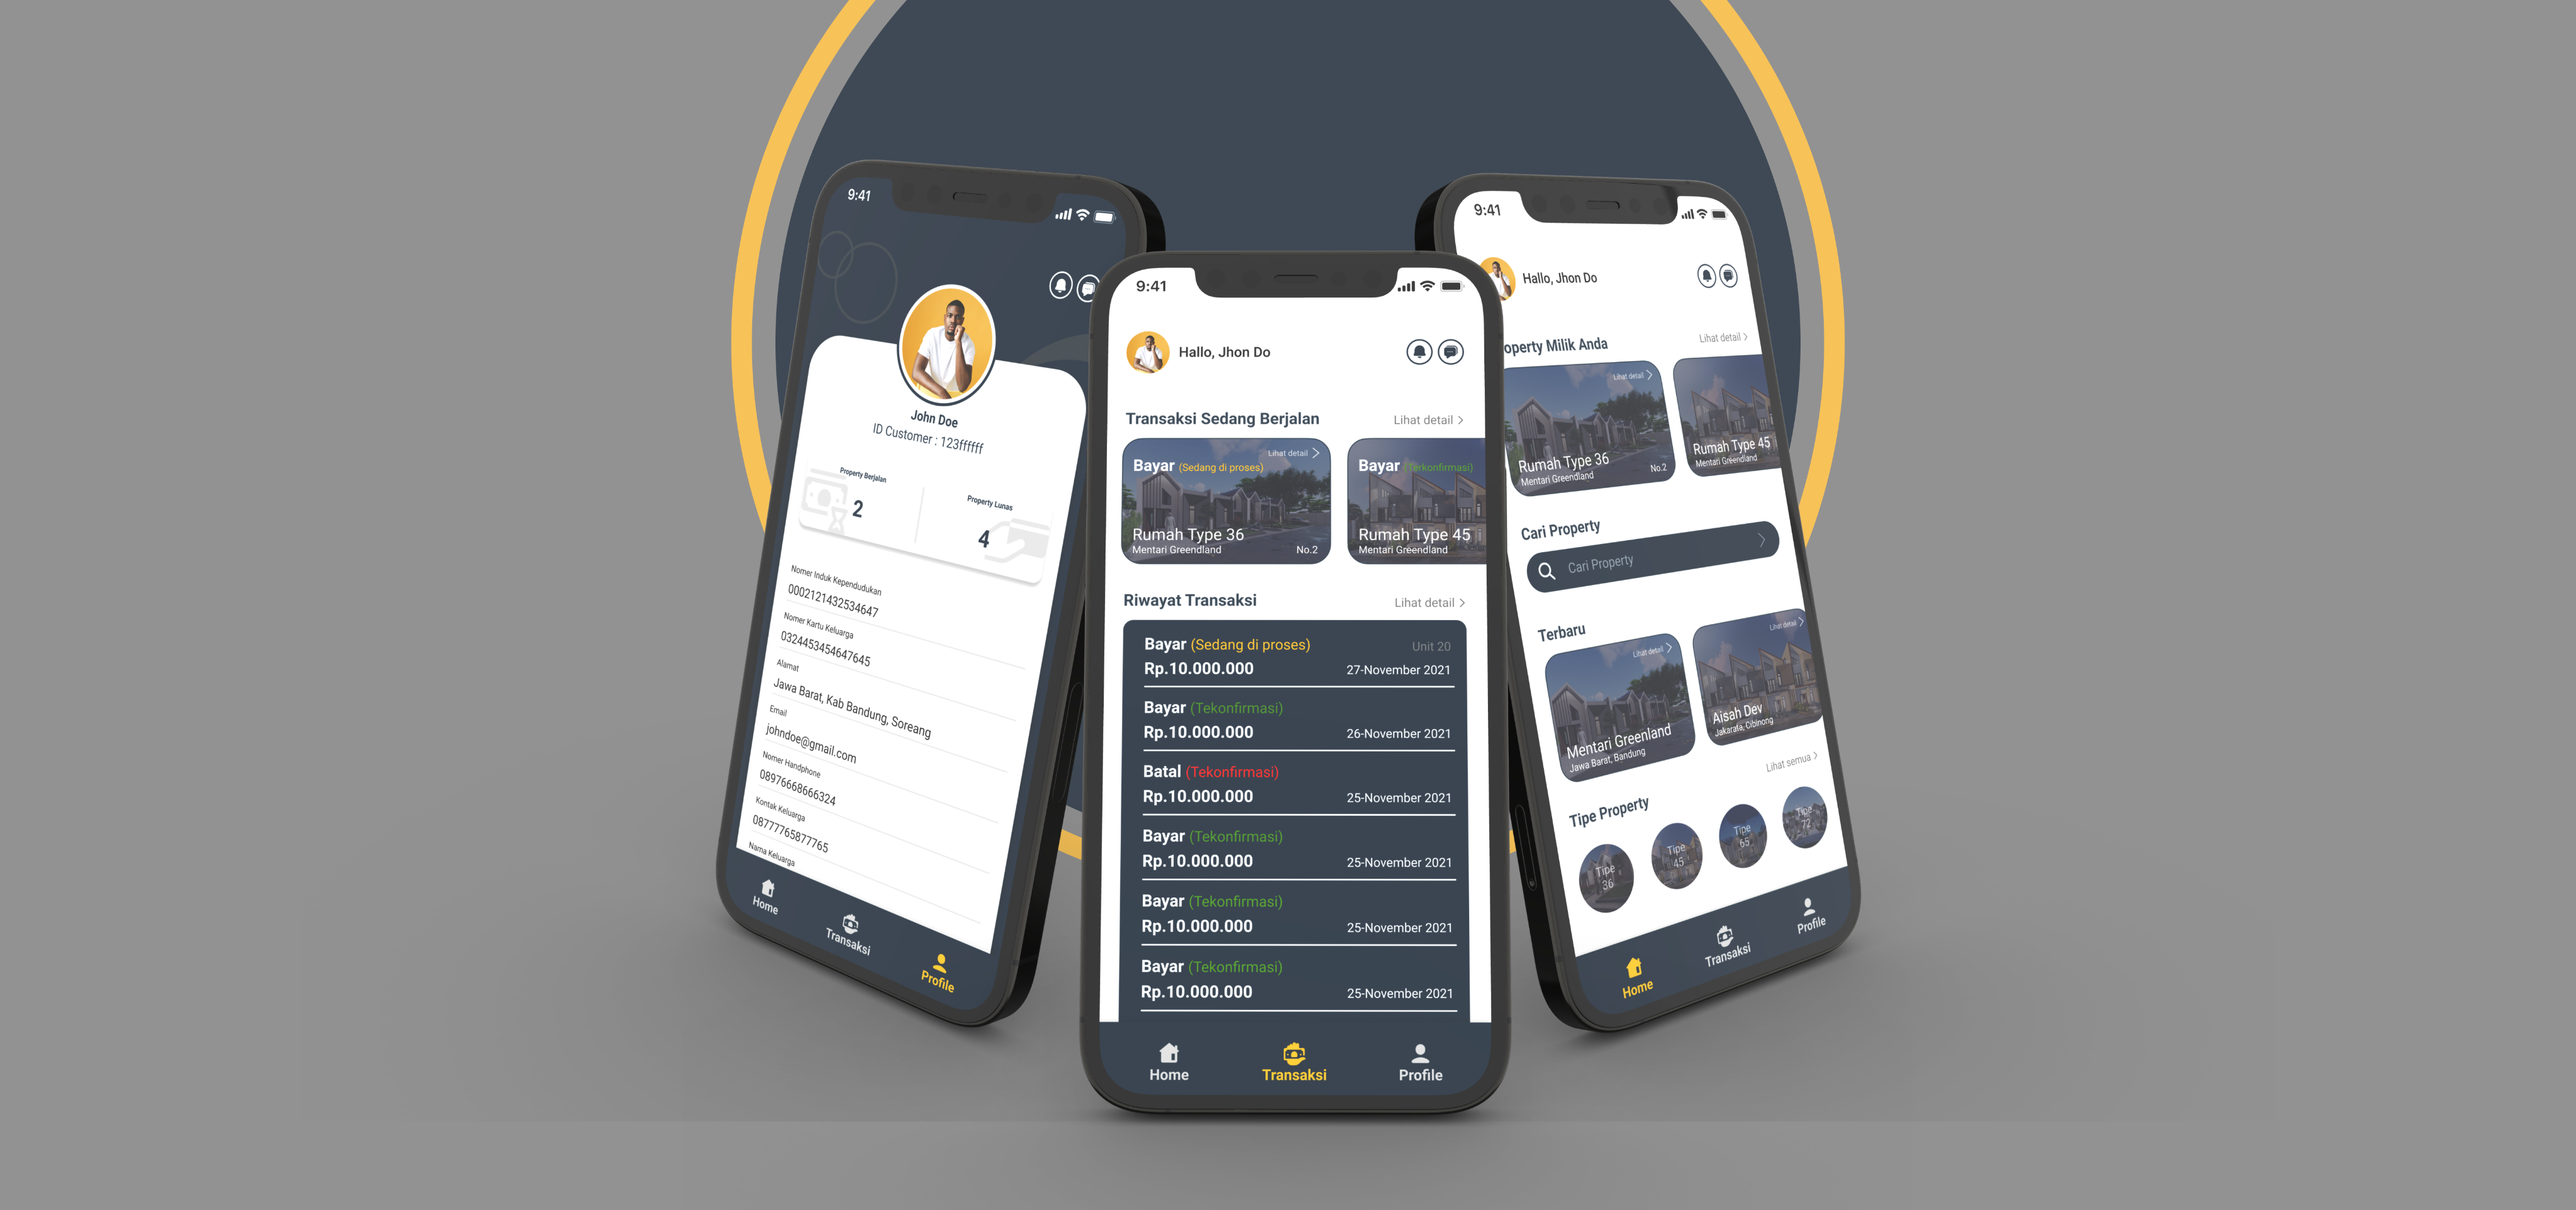 9:41
John Doe
ID Customer : 123ffffff
Property Berjalan
2
Property Lunas
4
Nomer Induk Kependudukan
0002121432534647
Nomer Kartu Keluarga
0324453454647645
Alamat
Jawa Barat, Kab Bandung, Soreang
Email
johndoe@gmail.com
Nomer Handphone
08976668666324
Kontak Keluarga
08777765877765
Nama Keluarga
Home
Transaksi
Profile
9:41
Hallo, Jhon Do
Transaksi Sedang Berjalan
Lihat detail >
Lihat detail >
Bayar (Sedang di proses)
Rumah Type 36
Mentari Greendland
No.2
Bayar (Terkonfirmasi)
Rumah Type 45
Mentari Greendland
Riwayat Transaksi
Lihat detail >
Bayar (Sedang di proses)
Unit 20
Rp.10.000.000
27-November 2021
Bayar (Tekonfirmasi)
Rp.10.000.000
26-November 2021
Batal (Tekonfirmasi)
Rp.10.000.000
25-November 2021
Bayar (Tekonfirmasi)
Rp.10.000.000
25-November 2021
Bayar (Tekonfirmasi)
Rp.10.000.000
25-November 2021
Bayar (Tekonfirmasi)
Rp.10.000.000
25-November 2021
Home
Transaksi
Profile
9:41
Hallo, Jhon Do
operty Milik Anda
Lihat detail >
Lihat detail >
Rumah Type 36
Mentari Greendland
No.2
Rumah Type 45
Mentari Greendland
Cari Property
Cari Property
Terbaru
Lihat detail >
Mentari Greenland
Jawa Barat, Bandung
Lihat detail >
Aisah Dev
Jakarata, Cibinong
Lihat semua >
Tipe Property
Tipe
36
Tipe
45
Tipe
65
Tipe
72
Home
Transaksi
Profile